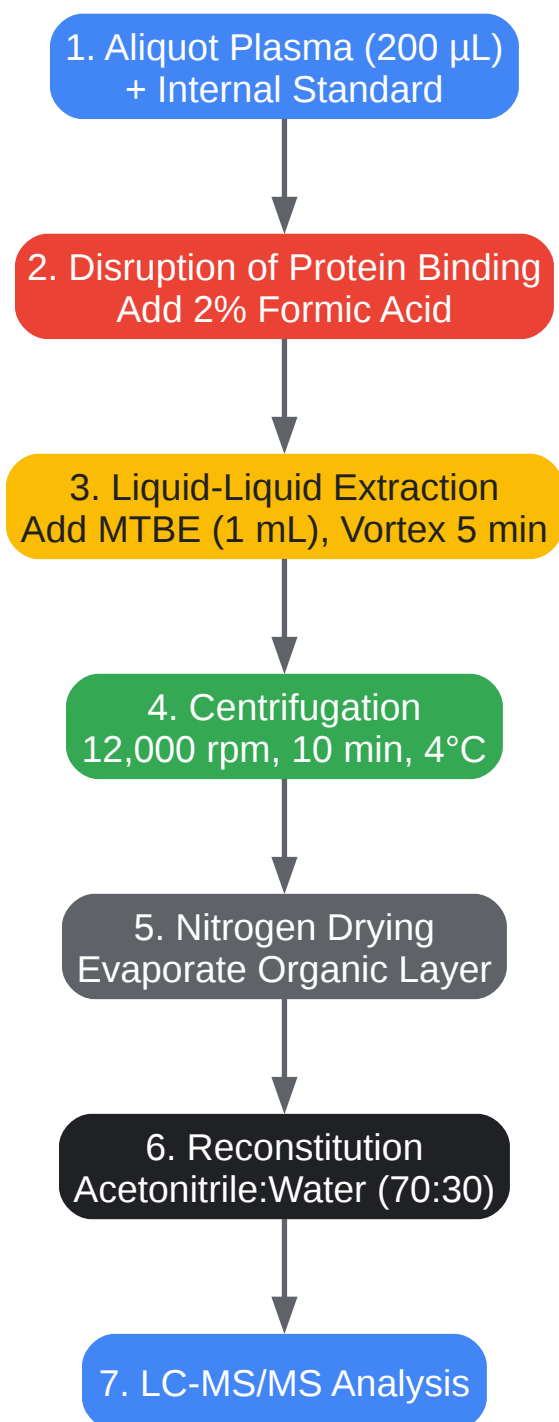 1. Aliquot Plasma (200 µL)
+ Internal Standard
2. Disruption of Protein Binding
Add 2% Formic Acid
3. Liquid-Liquid Extraction
Add MTBE (1 mL), Vortex 5 min
4. Centrifugation
12,000 rpm, 10 min, 4°C
5. Nitrogen Drying
Evaporate Organic Layer
6. Reconstitution
Acetonitrile:Water (70:30)
7. LC-MS/MS Analysis